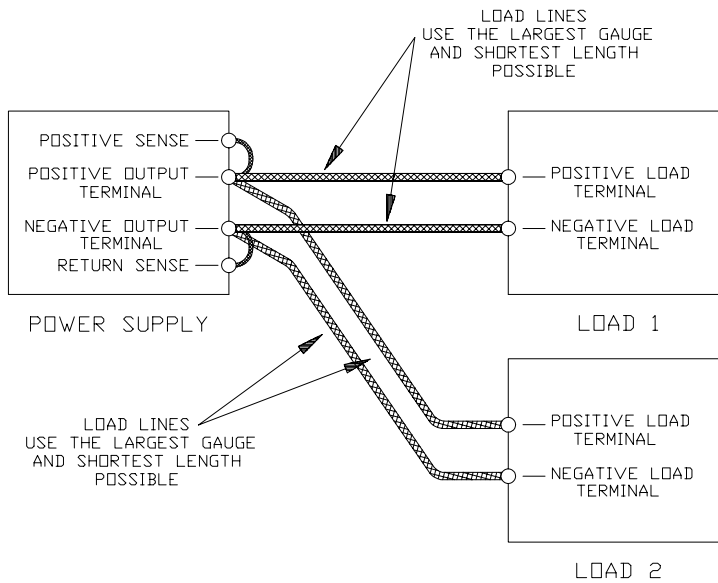 LOAD LINES
USE THE LARGEST GAUGE
AND SHORTEST LENGTH
POSSIBLE
POSITIVE SENSE
POSITIVE OUTPUT
TERMINAL
NEGATIVE OUTPUT
TERMINAL
RETURN SENSE
POWER SUPPLY
POSITIVE LOAD
TERMINAL
NEGATIVE LOAD
TERMINAL
LOAD 1
LOAD LINES
USE THE LARGEST GAUGE
AND SHORTEST LENGTH
POSSIBLE
POSITIVE LOAD
TERMINAL
NEGATIVE LOAD
TERMINAL
LOAD 2